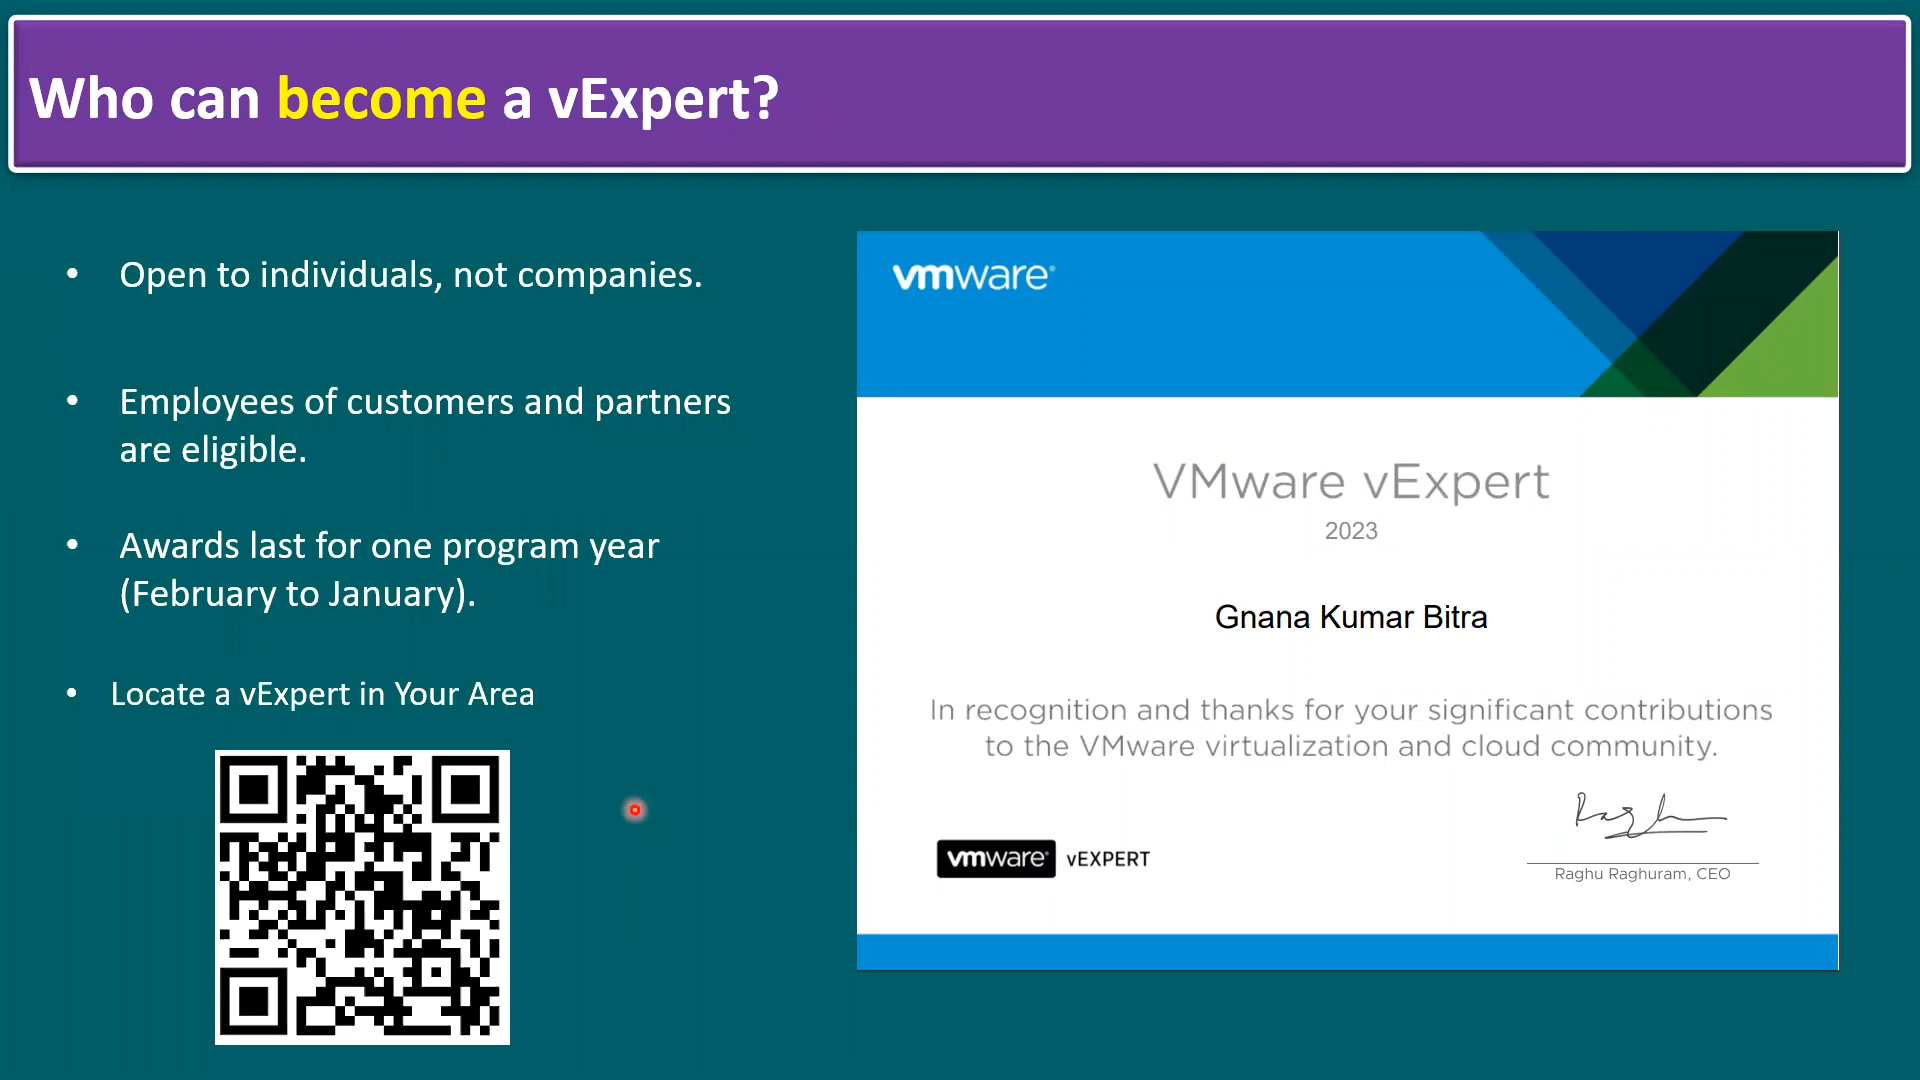 Who can become a vExpert?
• Open to individuals, not companies.
• Employees of customers and partners
are eligible.
• Awards last for one program year
(February to January).
• Locate a vExpert in Your Area
vmware®
VMware vExpert
2023
Gnana Kumar Bitra
In recognition and thanks for your significant contributions
to the VMware virtualization and cloud community.
vmware® vEXPERT
Raghu Raghuram, CEO